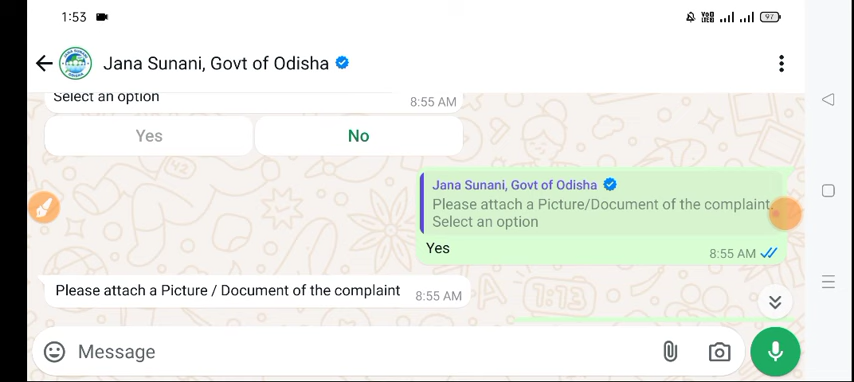 1:53
97
Jana Sunani, Govt of Odisha
Select an option
8:55 AM
Yes
No
Jana Sunani, Govt of Odisha
Please attach a Picture/Document of the complaint.
Select an option
Yes
8:55 AM
Please attach a Picture / Document of the complaint
8:55 AM
Message